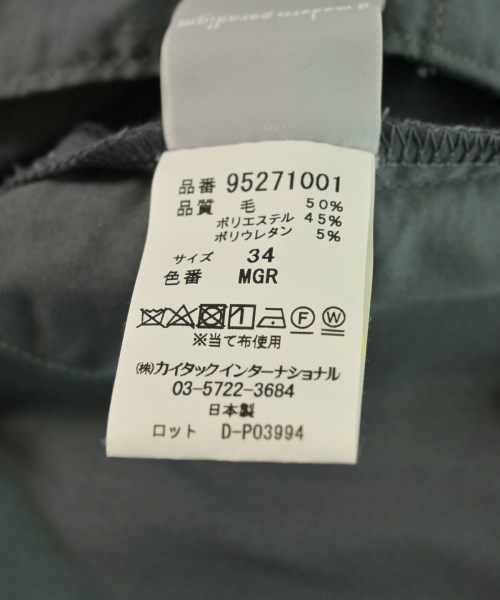 a modern paradigm
品番 95271001
品質 毛 50%
ポリエステル 45%
ポリウレタン 5%
サイズ 34
色番 MGR
F W
※当て布使用
㈱カイタックインターナショナル
03-5722-3684
日本製
ロット D-P03994